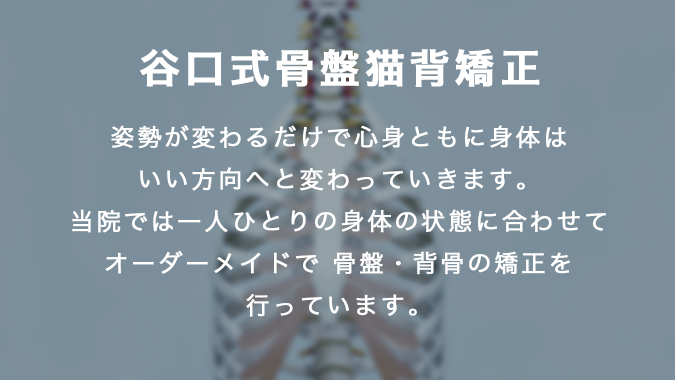 谷口式骨盤猫背矯正
姿勢が変わるだけで心身ともに身体は
いい方向へと変わっていきます。
当院では一人ひとりの身体の状態に合わせて
オーダーメイドで 骨盤・背骨の矯正を
行っています。